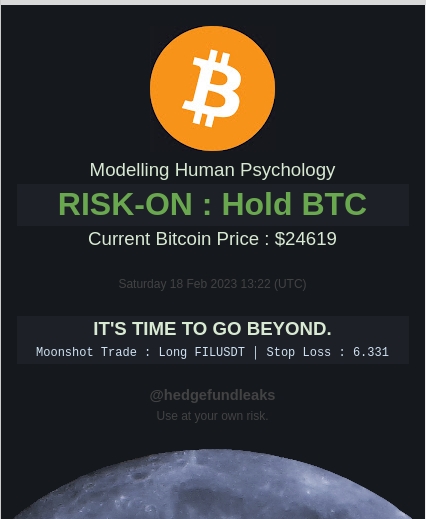 Modelling Human Psychology
RISK-ON : Hold BTC
Current Bitcoin Price : $24619
Saturday 18 Feb 2023 13:22 (UTC)
IT'S TIME TO GO BEYOND.
Moonshot Trade : Long FILUSDT | Stop Loss : 6.331
@hedgefundleaks
Use at your own risk.